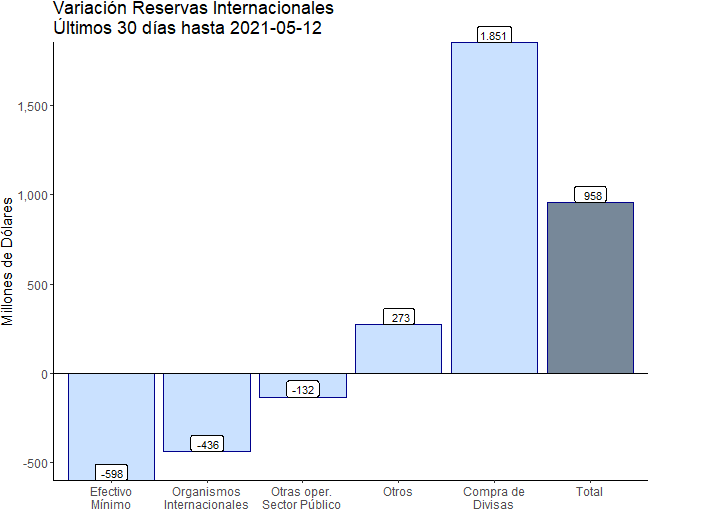 Variación Reservas Internacionales
Últimos 30 días hasta 2021-05-12
Millones de Dólares
1,500
1,000
500
0
-500
-598
-436
-132
273
1.851
958
Efectivo
Mínimo
Organismos
Internacionales
Otras oper.
Sector Público
Otros
Compra de
Divisas
Total